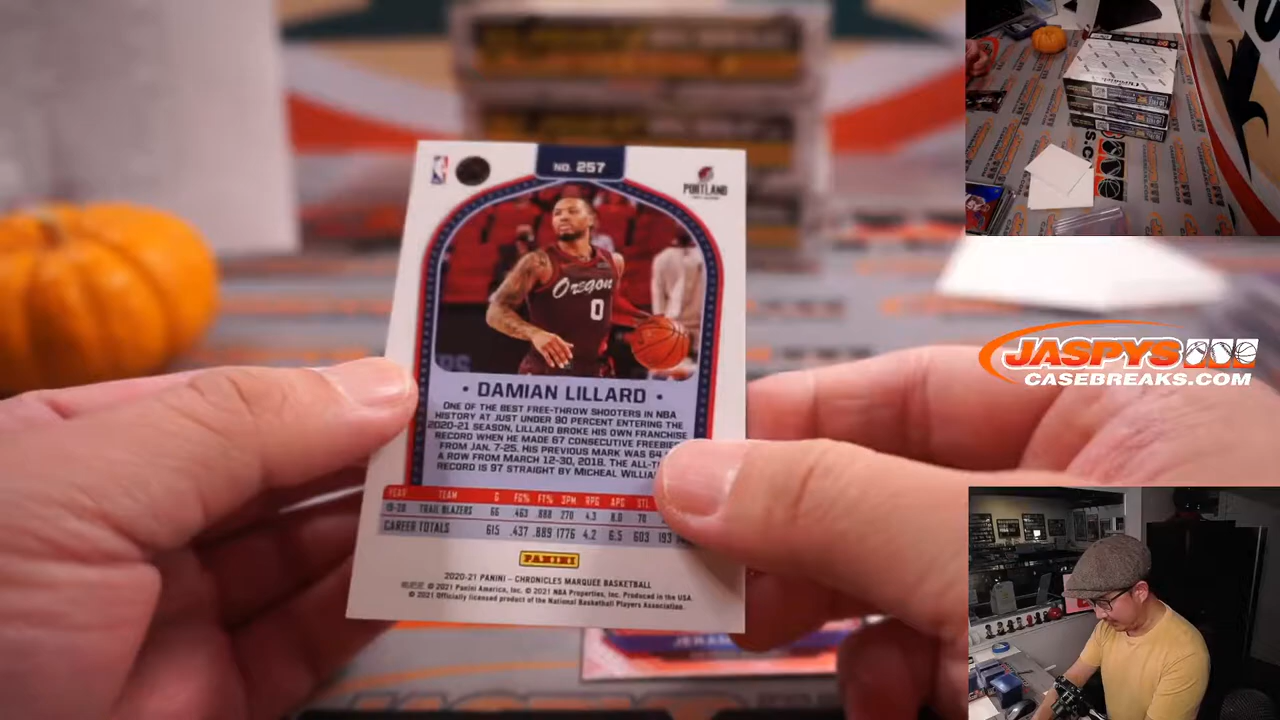 NO. 257
PORTLAND
Oregon
0
• DAMIAN LILLARD •
ONE OF THE BEST FREE-THROW SHOOTERS IN NBA
HISTORY AT JUST UNDER 90 PERCENT ENTERING THE
2020-21 SEASON, LILLARD BROKE HIS OWN FRANCHISE
RECORD WHEN HE MADE 67 CONSECUTIVE FREEBIES
FROM JAN. 7-25. HIS PREVIOUS MARK WAS 64
A ROW FROM MARCH 12-30, 2018. THE ALL-T
RECORD IS 97 STRAIGHT BY MICHEAL WILLIA
YEAR TEAM G FG% FT% 3PM RPG APG STL
19-20 TRAIL BLAZERS 66 .463 .888 270 4.3 8.0 70
CAREER TOTALS 615 .437 .889 1776 4.2 6.5 603 193
PANINI
2020-21 PANINI – CHRONICLES MARQUEE BASKETBALL
© 2021 Panini America, Inc. © 2021 NBA Properties, Inc. Produced in the USA.
© 2021 Officially licensed product of the National Basketball Players Association.
JASPYS
CASEBREAKS.COM